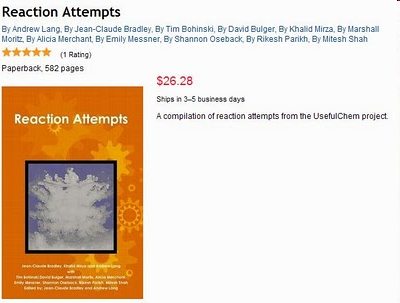 Reaction Attempts
By Andrew Lang, By Jean-Claude Bradley, By Tim Bohinski, By David Bulger, By Khalid Mirza, By Marshall
Moritz, By Alicia Merchant, By Emily Messner, By Shannon Oseback, By Rikesh Parikh, By Mitesh Shah
(1 Rating)
Paperback, 582 pages
$26.28
Ships in 3–5 business days
A compilation of reaction attempts from the UsefulChem project.
Reaction Attempts
Jean-Claude Bradley, Khalid Mirza and Andrew Lang
with
Tim Bohinski, David Bulger, Marshall Moritz, Alicia Merchant
Emily Messner, Shannon Oseback, Rikesh Parikh, Mitesh Shah
Edited by: Jean-Claude Bradley and Andrew Lang